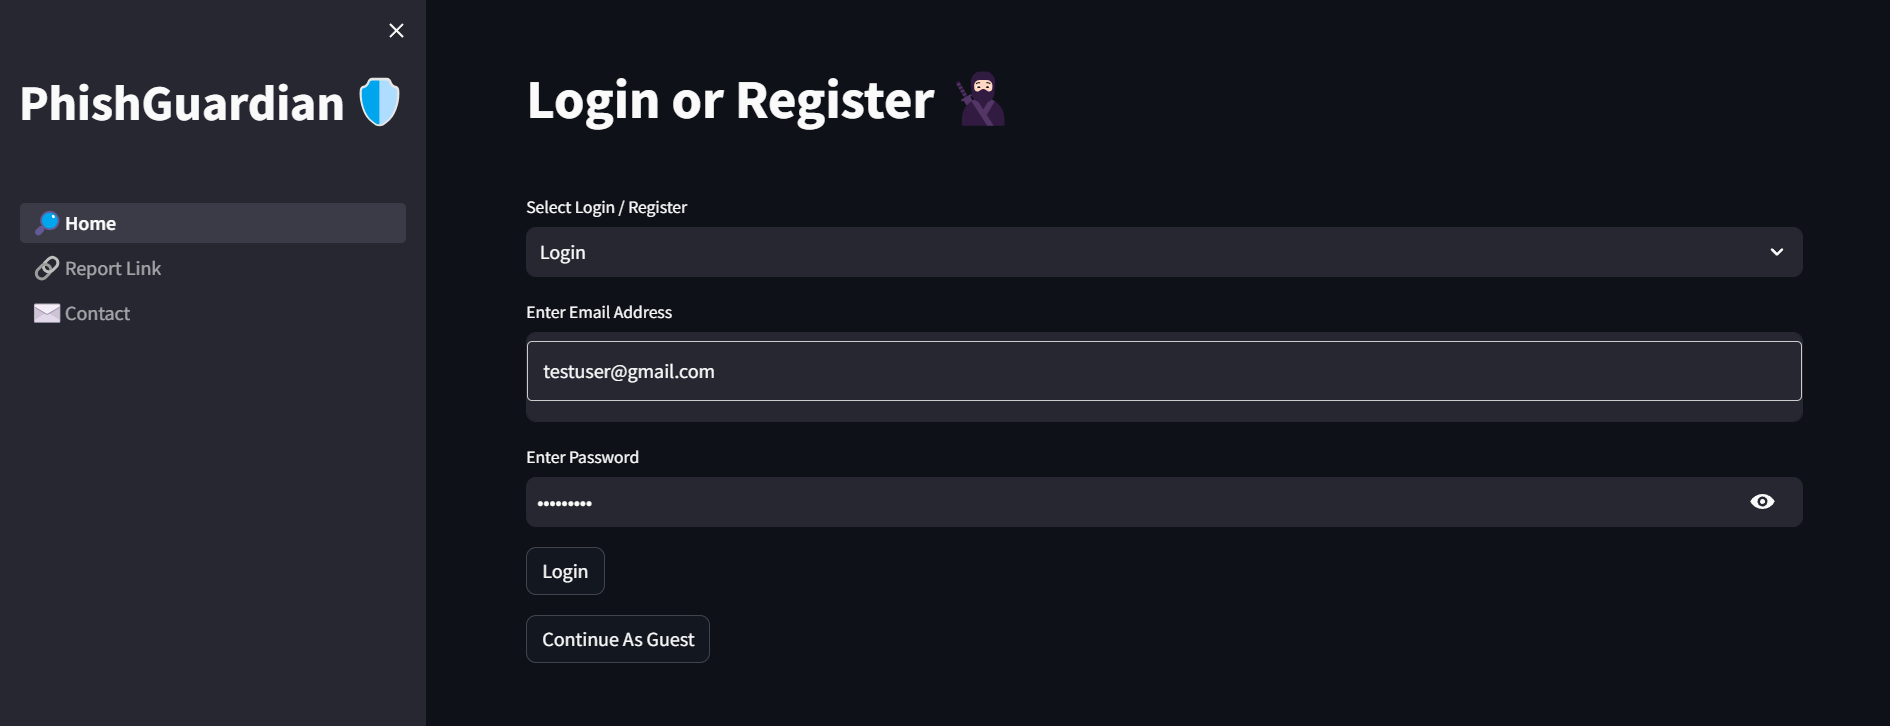 PhishGuardian
Home
Report Link
Contact
Login or Register
Select Login / Register
Login
Enter Email Address
testuser@gmail.com
Enter Password
•••••••••
Login
Continue As Guest